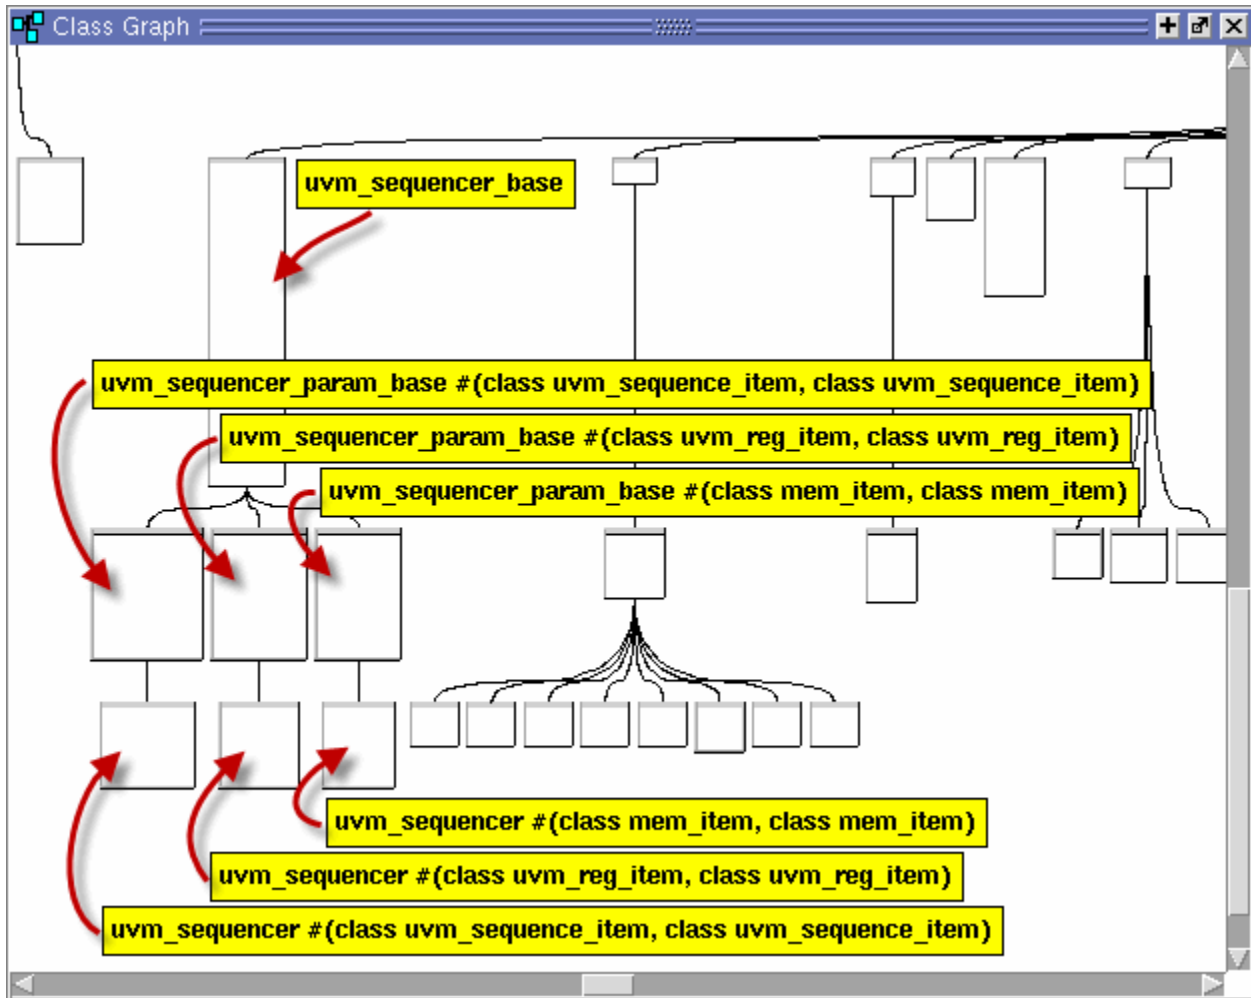 Class Graph
uvm_sequencer_base
uvm_sequencer_param_base #(class uvm_sequence_item, class uvm_sequence_item)
uvm_sequencer_param_base #(class uvm_reg_item, class uvm_reg_item)
uvm_sequencer_param_base #(class mem_item, class mem_item)
uvm_sequencer #(class mem_item, class mem_item)
uvm_sequencer #(class uvm_reg_item, class uvm_reg_item)
uvm_sequencer #(class uvm_sequence_item, class uvm_sequence_item)